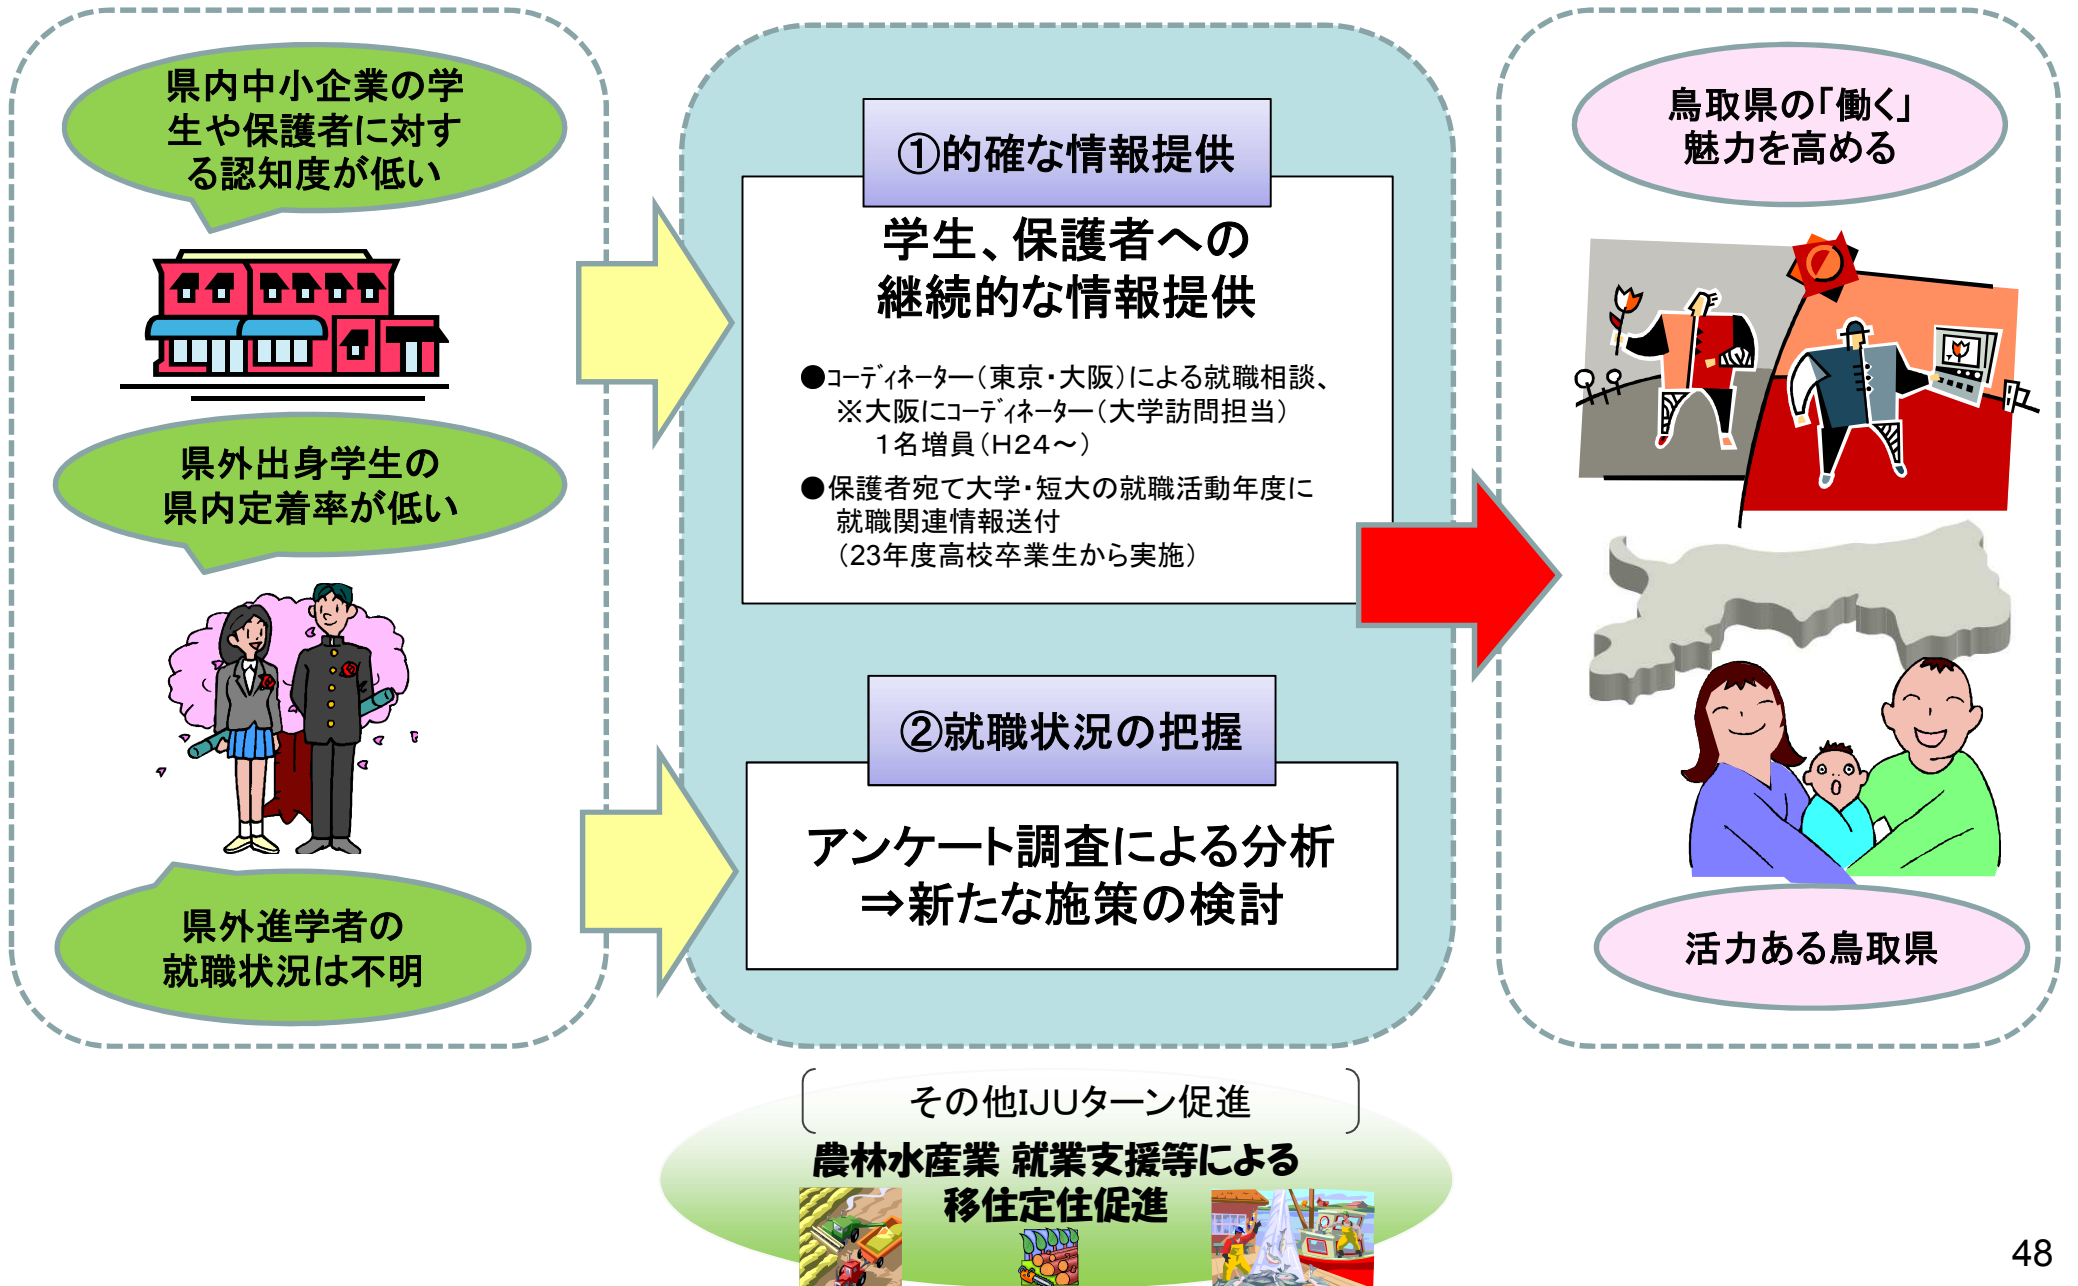 県内中小企業の学
生や保護者に対す
る認知度が低い
県外出身学生の
県内定着率が低い
県外進学者の
就職状況は不明
①的確な情報提供
学生、保護者への
継続的な情報提供
●コーディネーター（東京・大阪）による就職相談、
※大阪にコーディネーター（大学訪問担当）
1名増員（H24～）
●保護者宛て大学・短大の就職活動年度に
就職関連情報送付
（23年度高校卒業生から実施）
②就職状況の把握
アンケート調査による分析
⇒新たな施策の検討
鳥取県の「働く」
魅力を高める
活力ある鳥取県
その他IJUターン促進
農林水産業 就業支援等による
移住定住促進
48